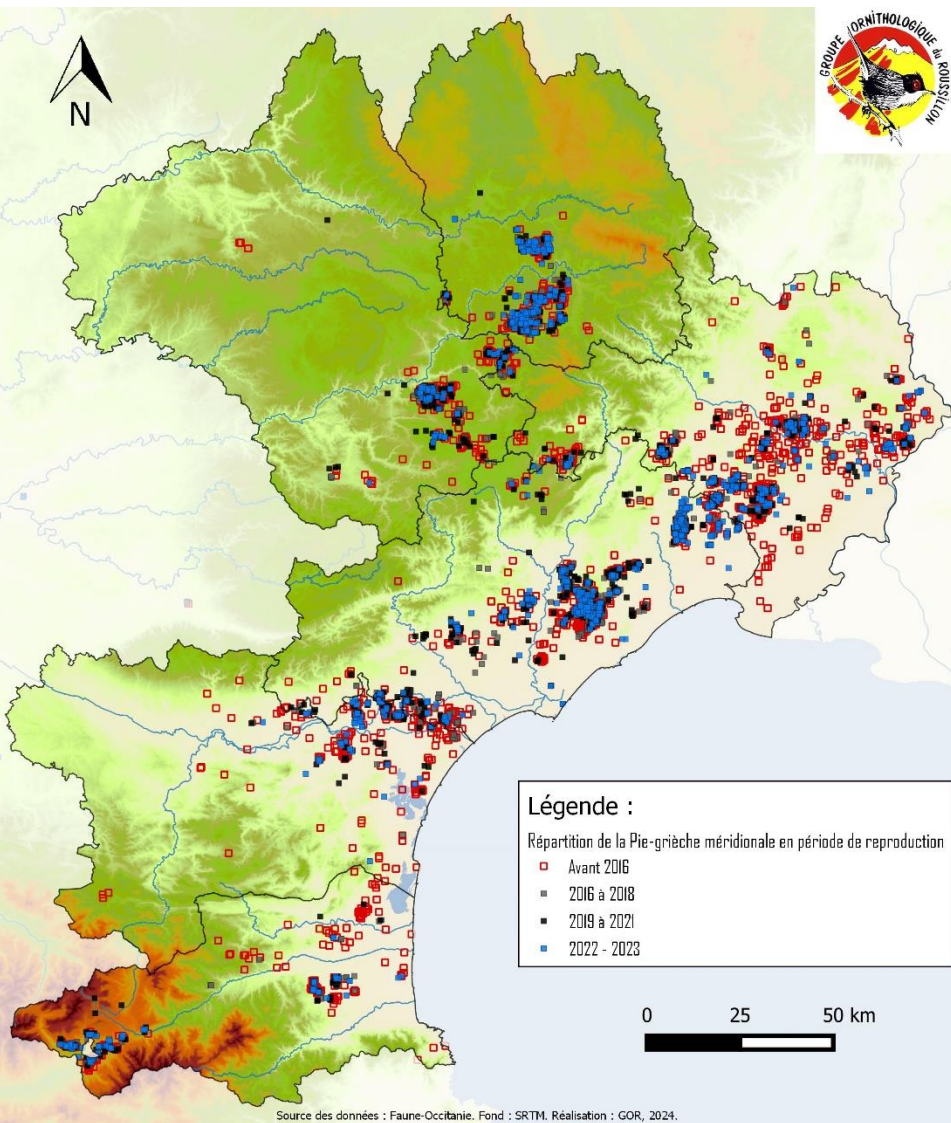 GROUPE ORNITHOLOGIQUE du ROUSSILLON
N
Légende :
Répartition de la Pie-grièche méridionale en période de reproduction
Avant 2016
2016 à 2018
2019 à 2021
2022 - 2023
0 25 50 km
Source des données : Faune-Occitanie. Fond : SRTM. Réalisation : GOR, 2024.